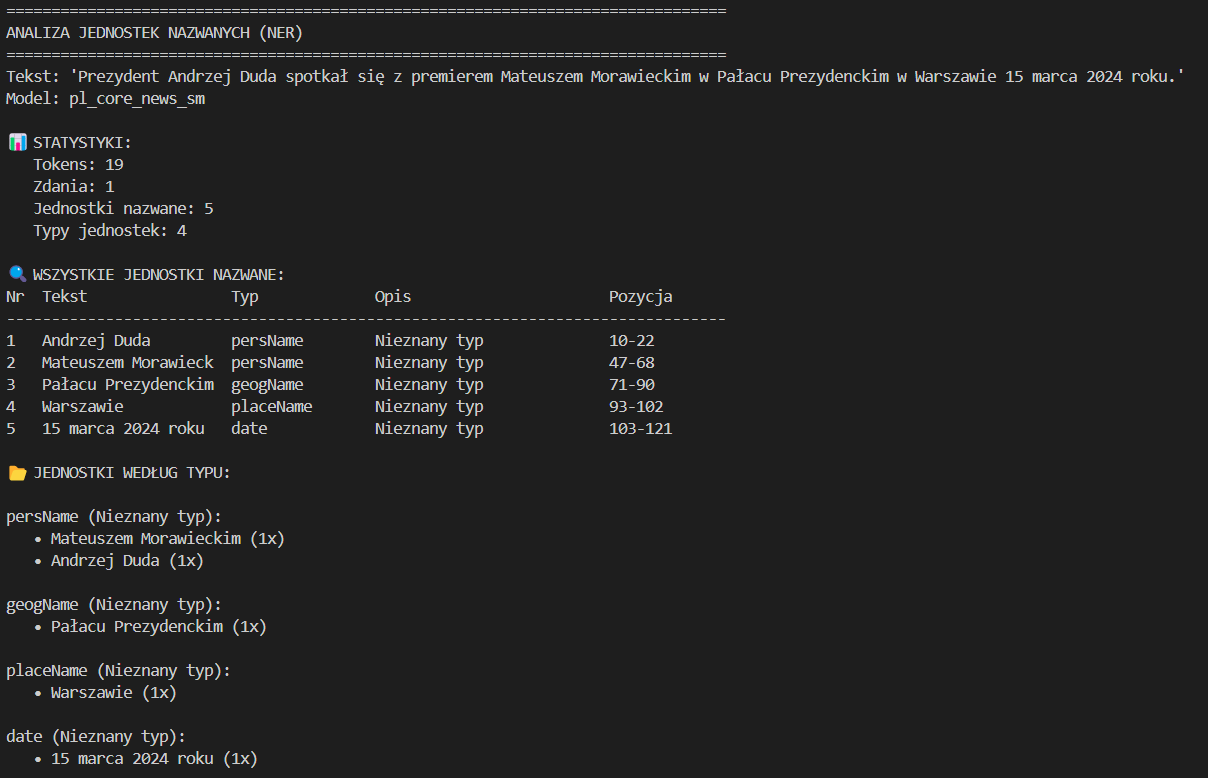 ================================================================================
ANALIZA JEDNOSTEK NAZWANYCH (NER)
================================================================================
Tekst: 'Prezydent Andrzej Duda spotkał się z premierem Mateuszem Morawieckim w Pałacu Prezydenckim w Warszawie 15 marca 2024 roku.'
Model: pl_core_news_sm
📊 STATYSTYKI:
Tokens: 19
Zdania: 1
Jednostki nazwane: 5
Typy jednostek: 4
🔍 WSZYSTKIE JEDNOSTKI NAZWANE:
Nr Tekst Typ Opis Pozycja
--------------------------------------------------------------------------------
1 Andrzej Duda persName Nieznany typ 10-22
2 Mateuszem Morawieck persName Nieznany typ 47-68
3 Pałacu Prezydenckim geogName Nieznany typ 71-90
4 Warszawie placeName Nieznany typ 93-102
5 15 marca 2024 roku date Nieznany typ 103-121
📂 JEDNOSTKI WEDŁUG TYPU:
persName (Nieznany typ):
• Mateuszem Morawieckim (1x)
• Andrzej Duda (1x)
geogName (Nieznany typ):
• Pałacu Prezydenckim (1x)
placeName (Nieznany typ):
• Warszawie (1x)
date (Nieznany typ):
• 15 marca 2024 roku (1x)